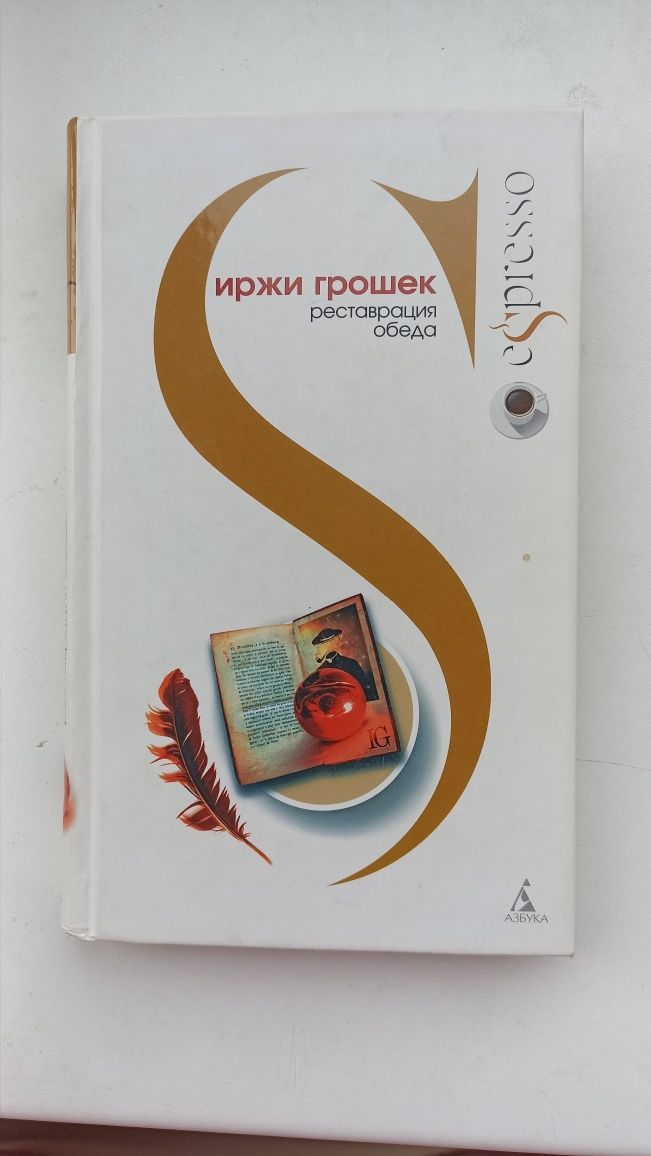 иржи грошек
реставрация
обеда
espresso
IG
АЗБУКА